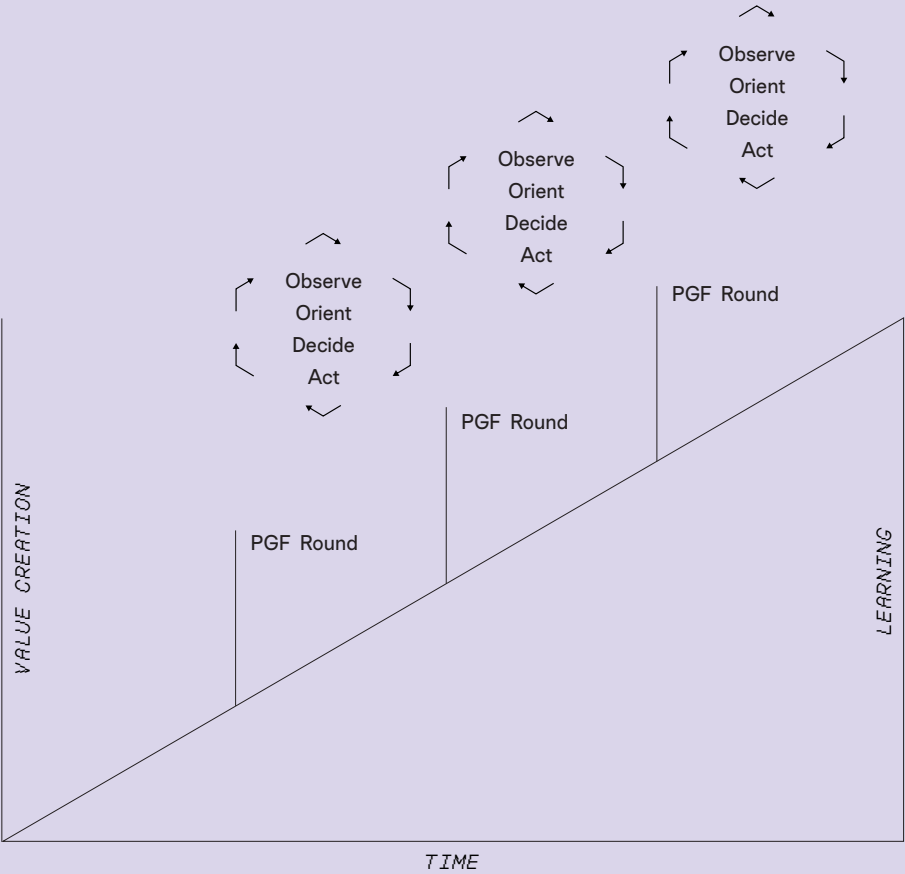 Observe
Orient
Decide
Act
Observe
Orient
Decide
Act
Observe
Orient
Decide
Act
PGF Round
PGF Round
PGF Round
VALUE CREATION
LEARNING
TIME